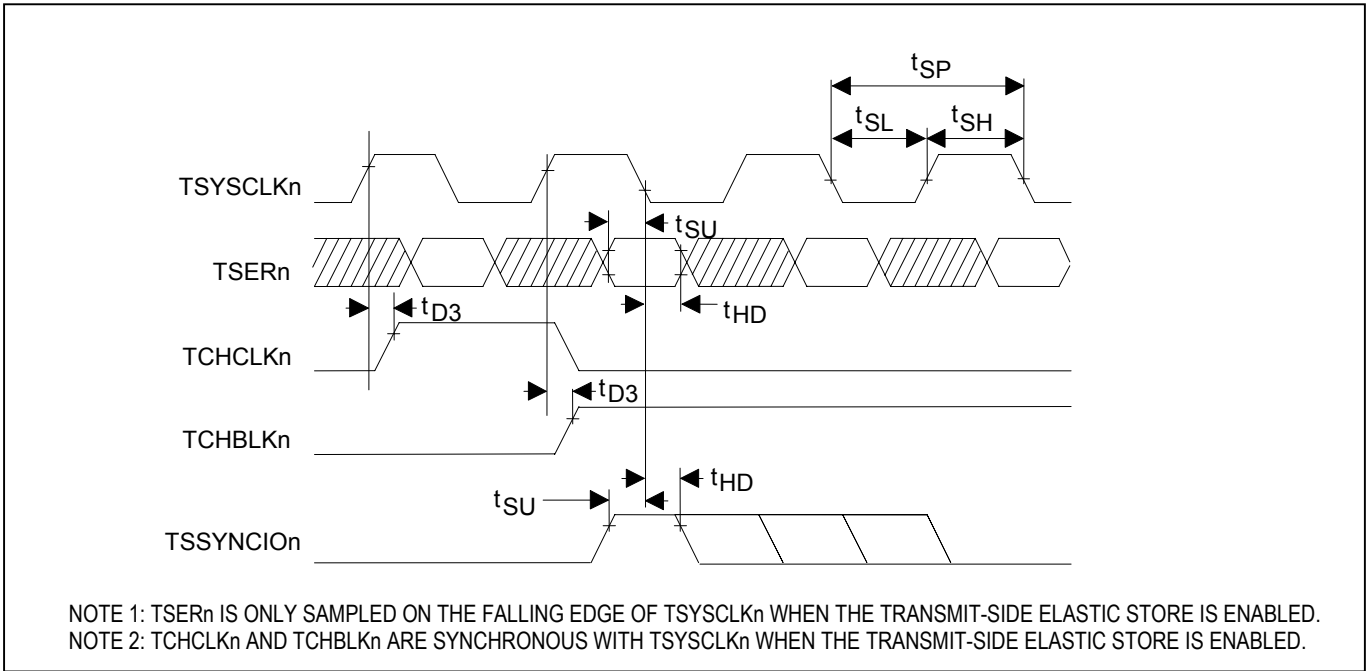 tSP
tSL tSH
TSYSCLKn
tSU
TSERn
tD3 tHD
TCHCLKn
tD3
TCHBLKn
tSU tHD
TSSYNCIOn
NOTE 1: TSERn IS ONLY SAMPLED ON THE FALLING EDGE OF TSYSCLKn WHEN THE TRANSMIT-SIDE ELASTIC STORE IS ENABLED.
NOTE 2: TCHCLKn AND TCHBLKn ARE SYNCHRONOUS WITH TSYSCLKn WHEN THE TRANSMIT-SIDE ELASTIC STORE IS ENABLED.